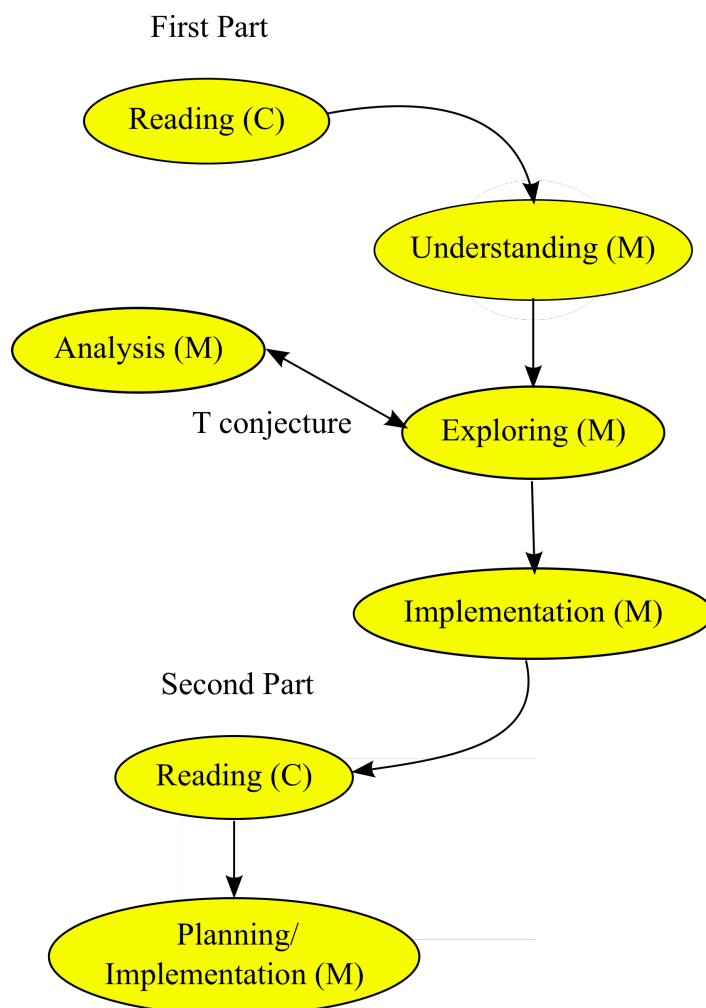 First Part
Reading (C)
Understanding (M)
Analysis (M)
T conjecture
Exploring (M)
Implementation (M)
Second Part
Reading (C)
Planning/
Implementation (M)